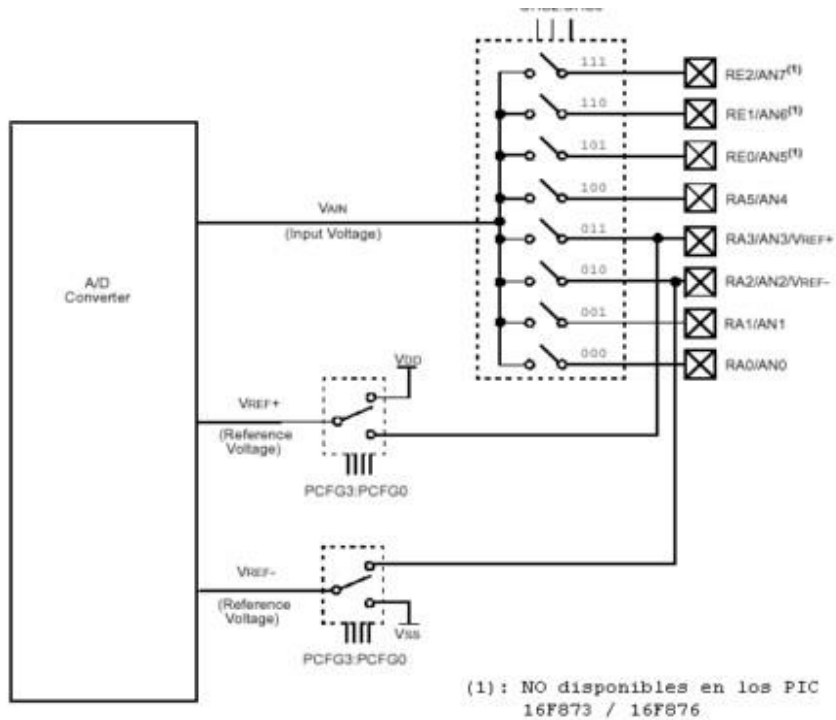 111
RE2/AN7(1)
110
RE1/AN6(1)
101
RE0/AN5(1)
100
RA5/AN4
VAIN
(Input Voltage)
011
RA3/AN3/VREF+
A/D
Converter
010
RA2/AN2/VREF-
001
RA1/AN1
000
RA0/AN0
VDD
VREF+
(Reference
Voltage)
PCFG3:PCFG0
VREF-
(Reference
Voltage)
VSS
PCFG3:PCFG0
(1): NO disponibles en los PIC
16F873 / 16F876